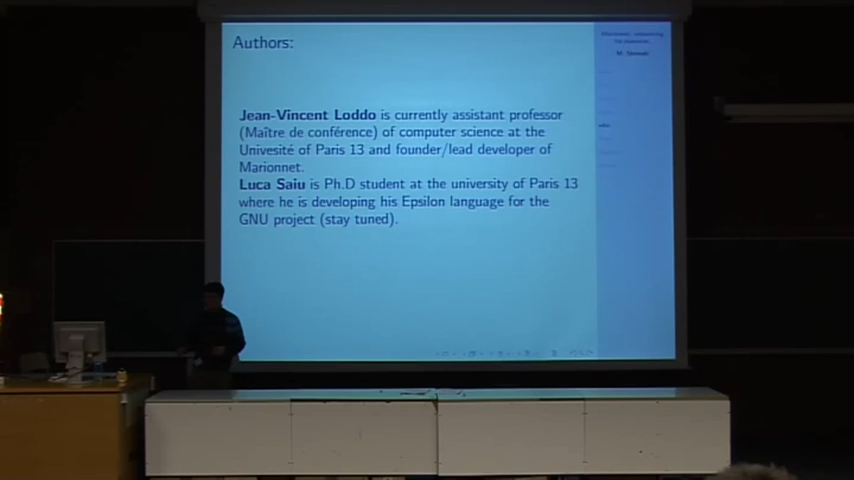 Authors:
Jean-Vincent Loddo is currently assistant professor
(Maître de conférence) of computer science at the
Univesité of Paris 13 and founder/lead developer of
Marionnet.
Luca Saiu is Ph.D student at the university of Paris 13
where he is developing his Epsilon language for the
GNU project (stay tuned).